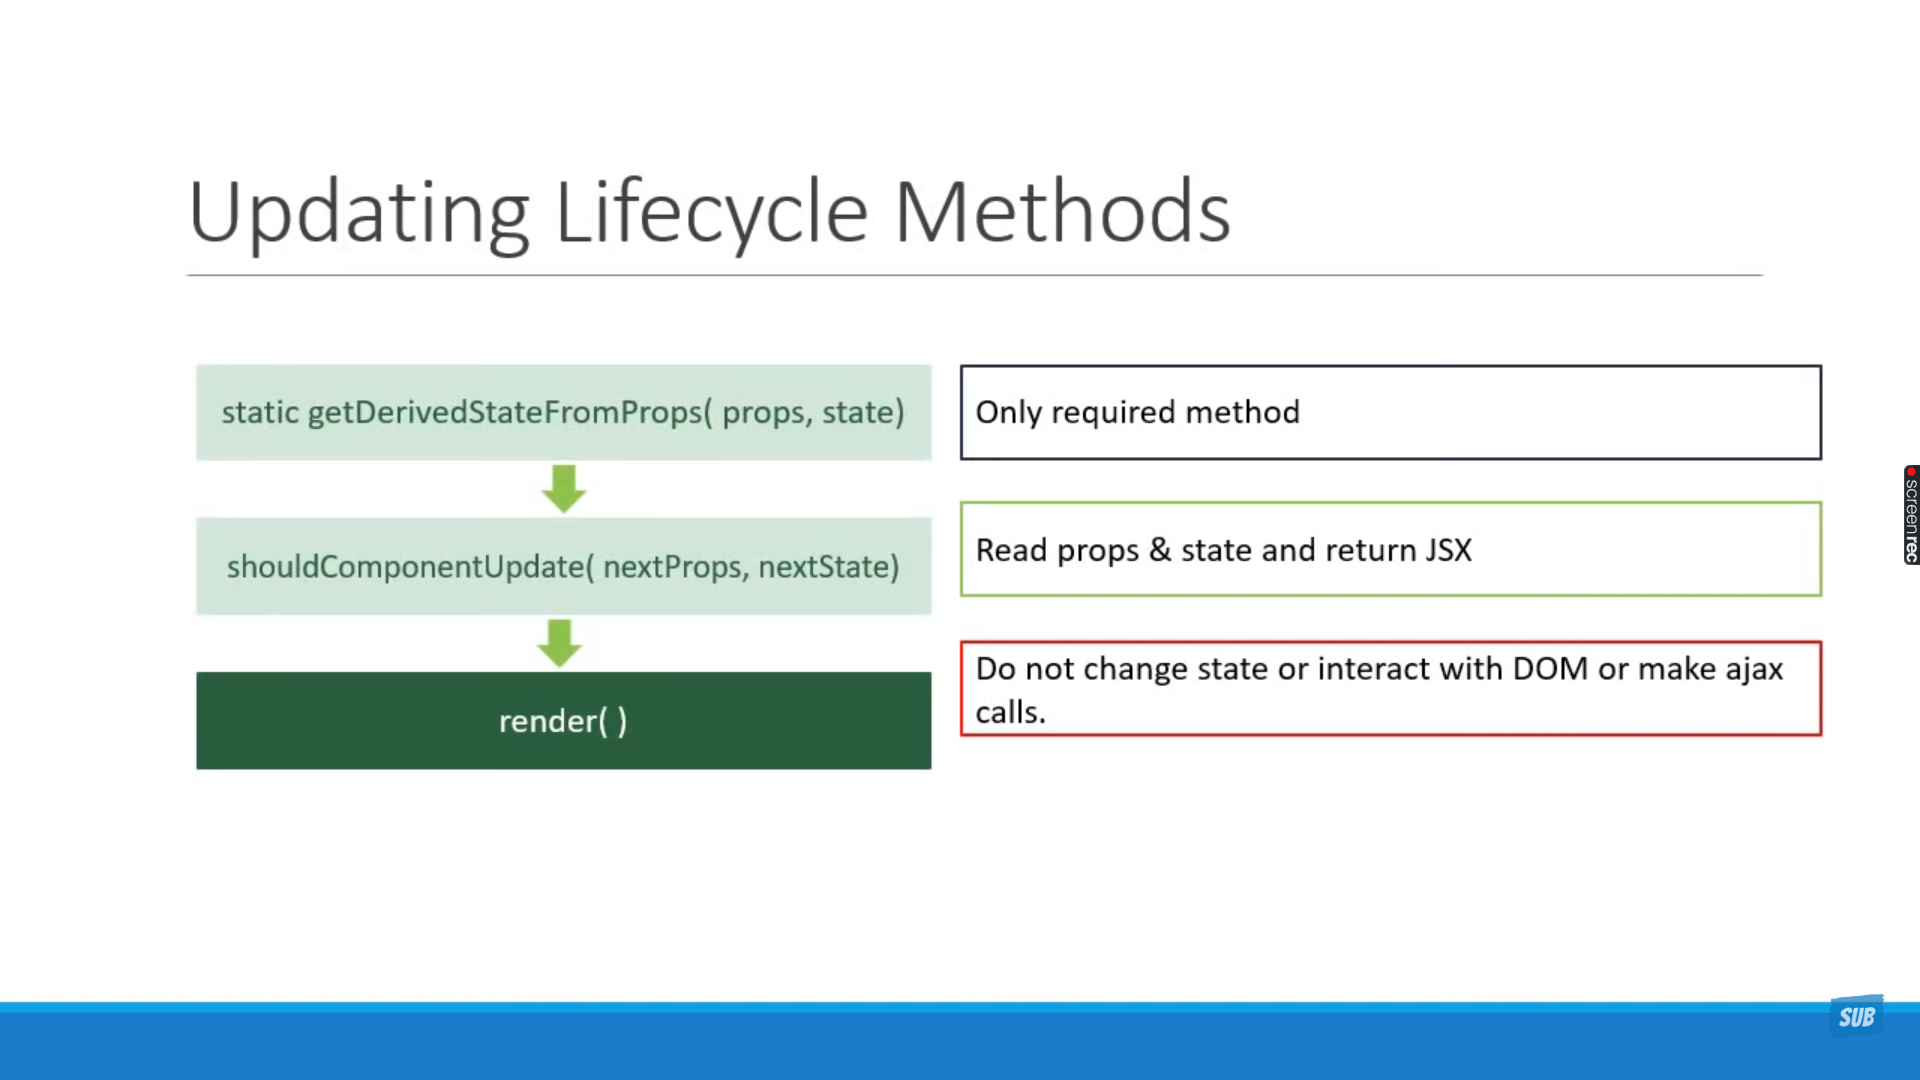 Updating Lifecycle Methods
static getDerivedStateFromProps( props, state)
shouldComponentUpdate( nextProps, nextState)
render( )
Only required method
Read props & state and return JSX
Do not change state or interact with DOM or make ajax
calls.
screenrec
SUB